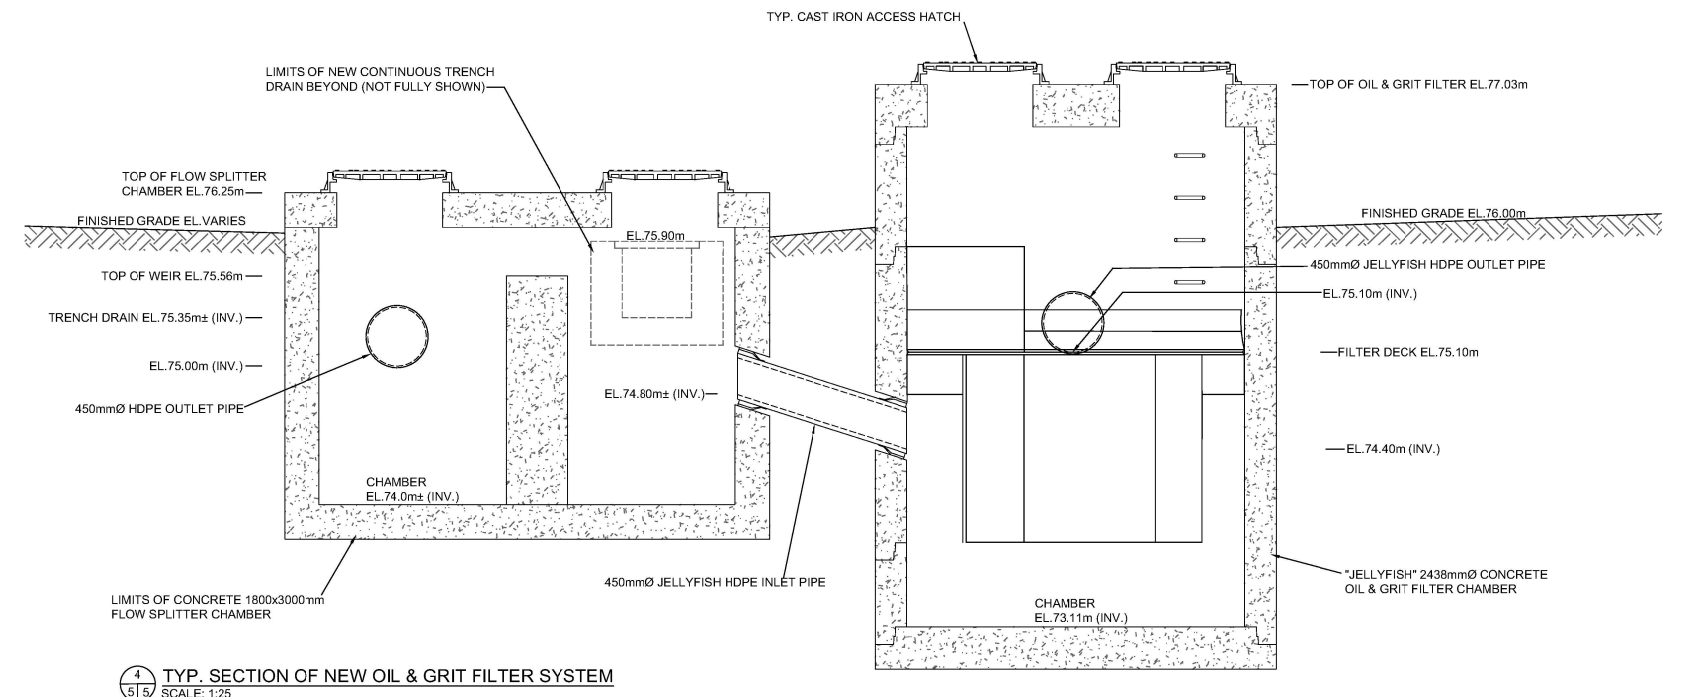 TYP. CAST IRON ACCESS HATCH
LIMITS OF NEW CONTINUOUS TRENCH
DRAIN BEYOND (NOT FULLY SHOWN)
TOP OF OIL & GRIT FILTER EL.77.03m
TOP OF FLOW SPLITTER
CHAMBER EL.76.25m
FINISHED GRADE EL.VARIES
FINISHED GRADE EL.76.00m
EL.75.90m
TOP OF WEIR EL.75.56m
450mmØ JELLYFISH HDPE OUTLET PIPE
EL.75.10m (INV.)
TRENCH DRAIN EL.75.35m± (INV.)
FILTER DECK EL.75.10m
EL.75.00m (INV.)
EL.74.80m± (INV.)
450mmØ HDPE OUTLET PIPE
EL.74.40m (INV.)
CHAMBER
EL.74.0m± (INV.)
450mmØ JELLYFISH HDPE INLET PIPE
"JELLYFISH" 2438mmØ CONCRETE
OIL & GRIT FILTER CHAMBER
LIMITS OF CONCRETE 1800x3000mm
FLOW SPLITTER CHAMBER
CHAMBER
EL.73.11m (INV.)
4
5 5
TYP. SECTION OF NEW OIL & GRIT FILTER SYSTEM
SCALE: 1:25